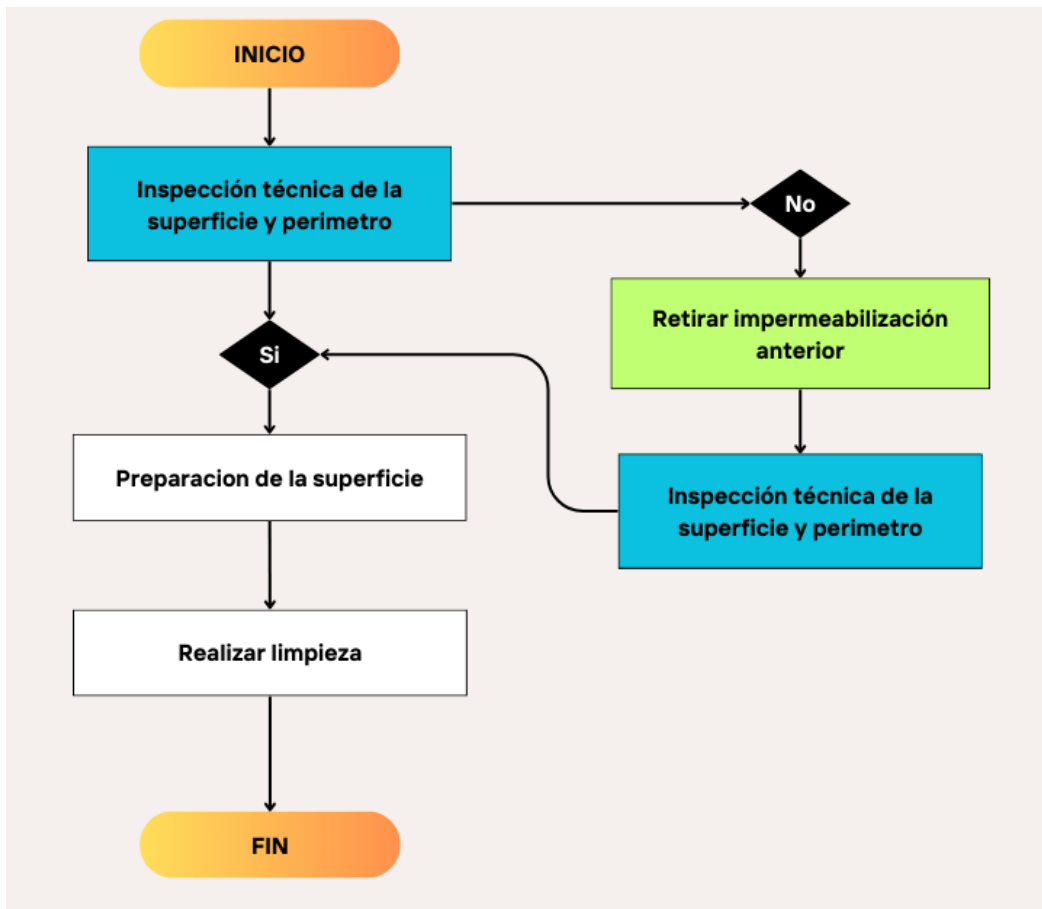 INICIO
Inspección técnica de la
superficie y perimetro
No
Retirar impermeabilización
anterior
Si
Preparacion de la superficie
Inspección técnica de la
superficie y perimetro
Realizar limpieza
FIN